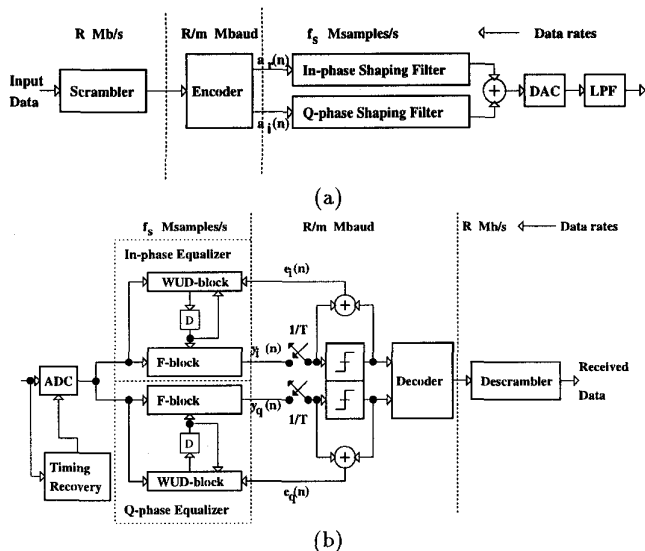 R Mb/s R/m Mbaud f_s Msamples/s Data rates
Input
Data
Scrambler
Encoder
a_r(n)
a_i(n)
In-phase Shaping Filter
Q-phase Shaping Filter
+
DAC
LPF
(a)
f_s Msamples/s R/m Mbaud R Mb/s Data rates
In-phase Equalizer
WUD-block
e_i(n)
+
D
1/T
F-block
y_i(n)
ADC
F-block
y_q(n)
1/T
Decoder
Descrambler
Received
Data
D
+
Timing
Recovery
WUD-block
e_q(n)
Q-phase Equalizer
(b)